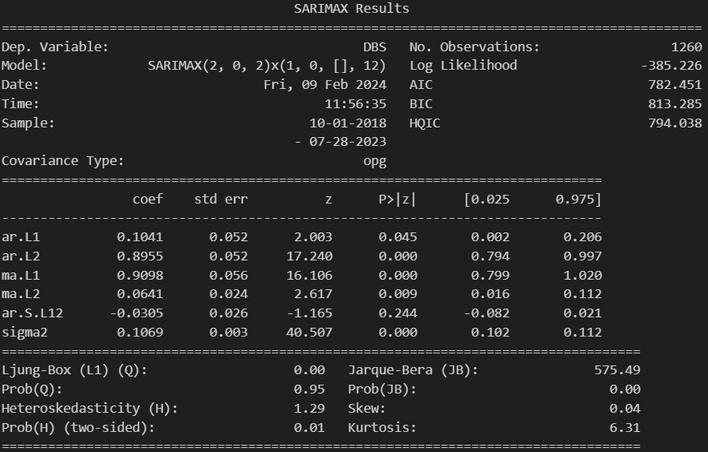 SARIMAX Results
==========================================================================================
Dep. Variable: DBS No. Observations: 1260
Model: SARIMAX(2, 0, 2)x(1, 0, [], 12) Log Likelihood -385.226
Date: Fri, 09 Feb 2024 AIC 782.451
Time: 11:56:35 BIC 813.285
Sample: 10-01-2018 HQIC 794.038
- 07-28-2023
Covariance Type: opg
==============================================================================
coef std err z P>|z| [0.025 0.975]
------------------------------------------------------------------------------
ar.L1 0.1041 0.052 2.003 0.045 0.002 0.206
ar.L2 0.8955 0.052 17.240 0.000 0.794 0.997
ma.L1 0.9098 0.056 16.106 0.000 0.799 1.020
ma.L2 0.0641 0.024 2.617 0.009 0.016 0.112
ar.S.L12 -0.0305 0.026 -1.165 0.244 -0.082 0.021
sigma2 0.1069 0.003 40.507 0.000 0.102 0.112
===================================================================================
Ljung-Box (L1) (Q): 0.00 Jarque-Bera (JB): 575.49
Prob(Q): 0.95 Prob(JB): 0.00
Heteroskedasticity (H): 1.29 Skew: 0.04
Prob(H) (two-sided): 0.01 Kurtosis: 6.31
===================================================================================